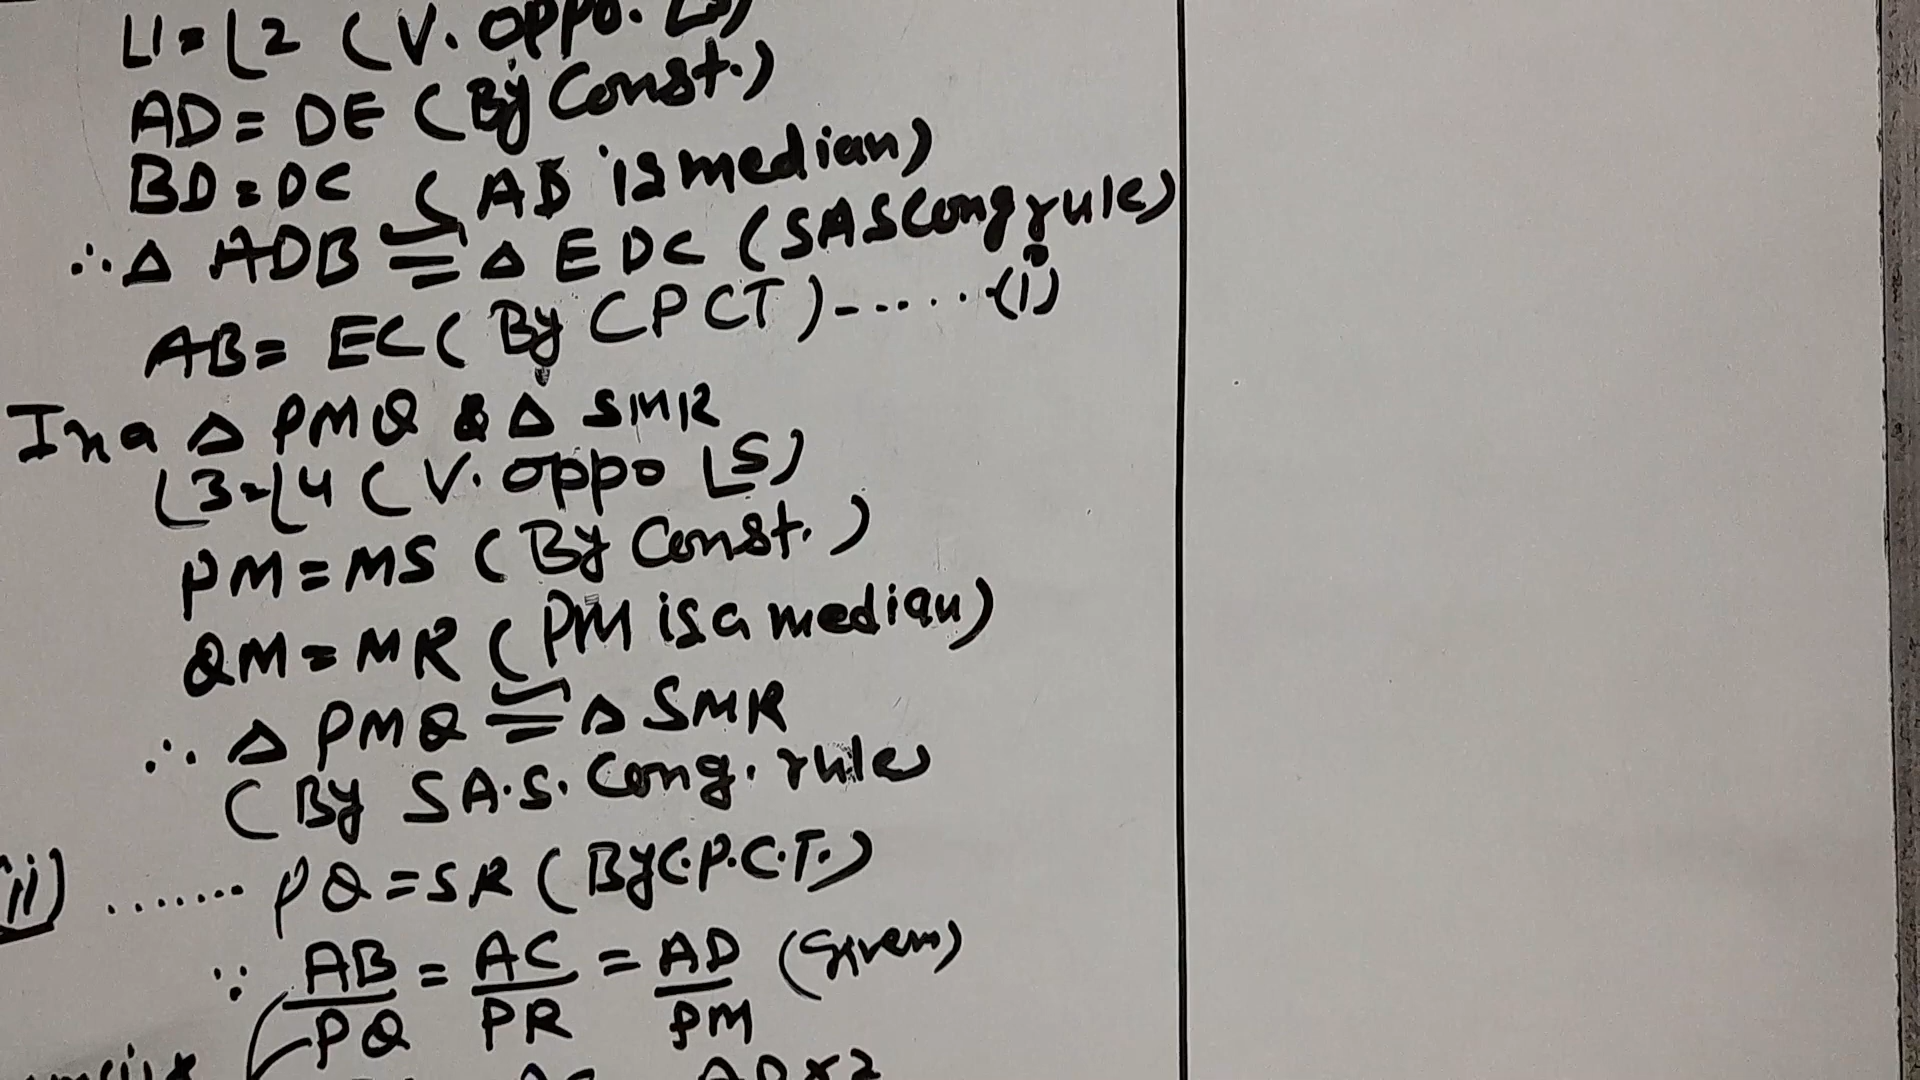 ∠1=∠2 (V. oppo. ∠s)
AD = DE (By Const.)
BD = DC (AD is median)
∴ Δ ADB ≅ Δ EDC (SAS Cong rule)
AB = EC (By CPCT) ------ (i)
In a Δ PMQ & Δ SMR
∠3=∠4 (V. oppo ∠S)
PM = MS (By Const.)
QM = MR (PM is a median)
∴ Δ PMQ ≅ Δ SMR
(By S.A.S. Cong. rule)
ii) ....... PQ = SR (By C.P.C.T.)
∵ AB/PQ = AC/PR = AD/PM (Given)